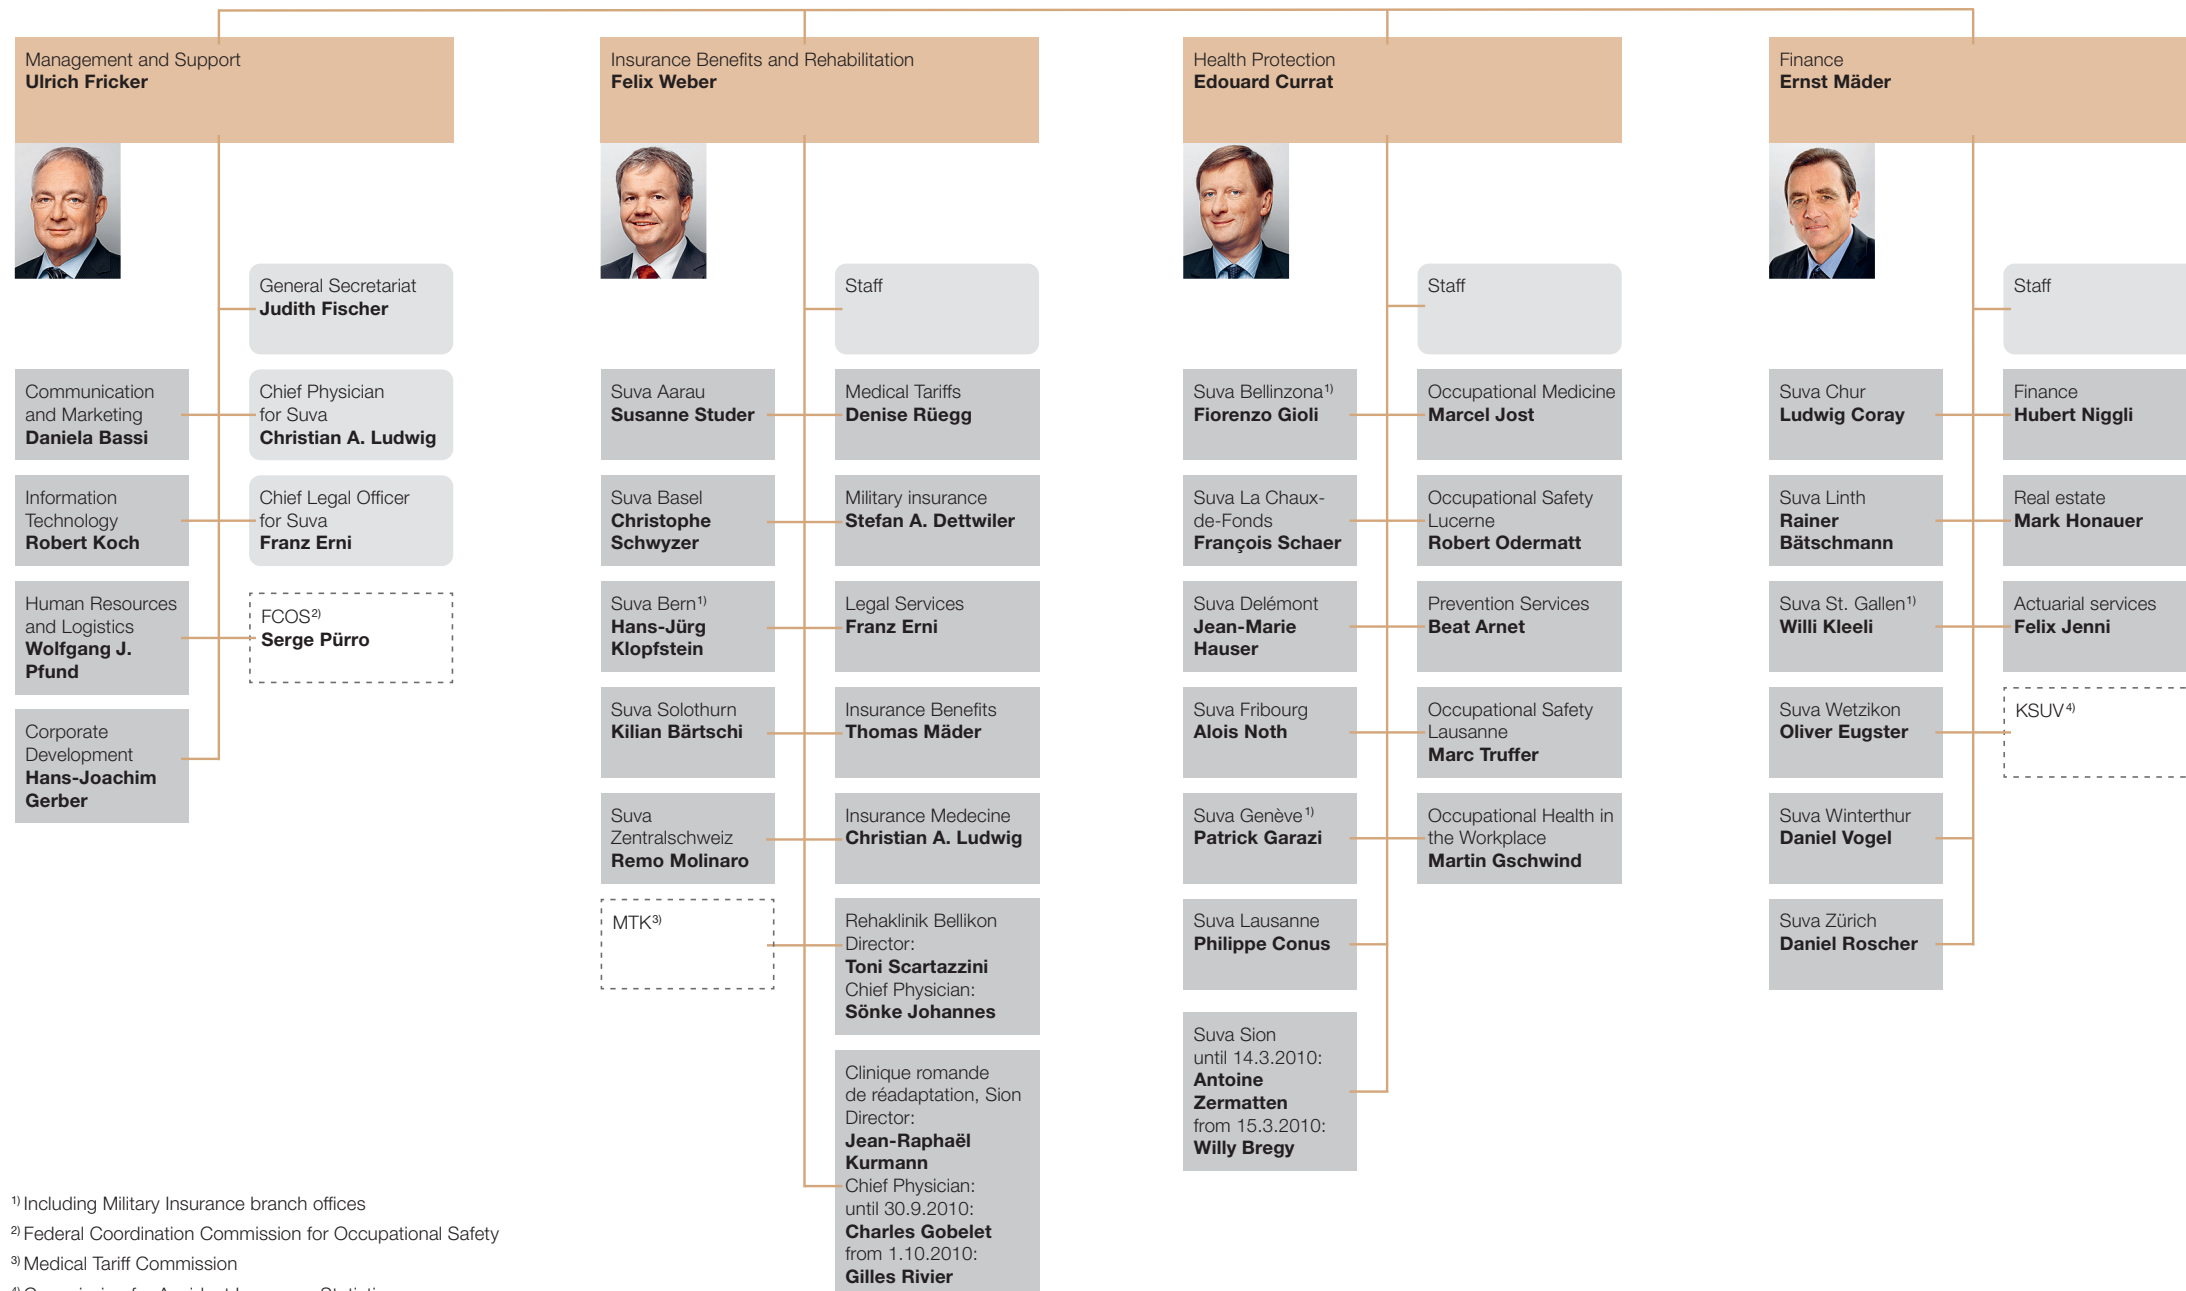 Management and Support
Ulrich Fricker
General Secretariat
Judith Fischer
Communication
and Marketing
Daniela Bassi
Chief Physician
for Suva
Christian A. Ludwig
Information
Technology
Robert Koch
Chief Legal Officer
for Suva
Franz Erni
Human Resources
and Logistics
Wolfgang J.
Pfund
FCOS²⁾
Serge Pürro
Corporate
Development
Hans-Joachim
Gerber
Insurance Benefits and Rehabilitation
Felix Weber
Staff
Suva Aarau
Susanne Studer
Medical Tariffs
Denise Rüegg
Suva Basel
Christophe
Schwyzer
Military insurance
Stefan A. Dettwiler
Suva Bern¹⁾
Hans-Jürg
Klopfstein
Legal Services
Franz Erni
Suva Solothurn
Kilian Bärtschi
Insurance Benefits
Thomas Mäder
Suva
Zentralschweiz
Remo Molinaro
Insurance Medecine
Christian A. Ludwig
MTK³⁾
Rehaklinik Bellikon
Director:
Toni Scartazzini
Chief Physician:
Sönke Johannes
Clinique romande
de réadaptation, Sion
Director:
Jean-Raphaël
Kurmann
Chief Physician:
until 30.9.2010:
Charles Gobelet
from 1.10.2010:
Gilles Rivier
Health Protection
Edouard Currat
Staff
Suva Bellinzona¹⁾
Fiorenzo Gioli
Occupational Medicine
Marcel Jost
Suva La Chaux-
de-Fonds
François Schaer
Occupational Safety
Lucerne
Robert Odermatt
Suva Delémont
Jean-Marie
Hauser
Prevention Services
Beat Arnet
Suva Fribourg
Alois Noth
Occupational Safety
Lausanne
Marc Truffer
Suva Genève¹⁾
Patrick Garazi
Occupational Health in
the Workplace
Martin Gschwind
Suva Lausanne
Philippe Conus
Suva Sion
until 14.3.2010:
Antoine
Zermatten
from 15.3.2010:
Willy Bregy
Finance
Ernst Mäder
Staff
Suva Chur
Ludwig Coray
Finance
Hubert Niggli
Suva Linth
Rainer
Bätschmann
Real estate
Mark Honauer
Suva St. Gallen¹⁾
Willi Kleeli
Actuarial services
Felix Jenni
Suva Wetzikon
Oliver Eugster
KSUV⁴⁾
Suva Winterthur
Daniel Vogel
Suva Zürich
Daniel Roscher
¹⁾ Including Military Insurance branch offices
²⁾ Federal Coordination Commission for Occupational Safety
³⁾ Medical Tariff Commission